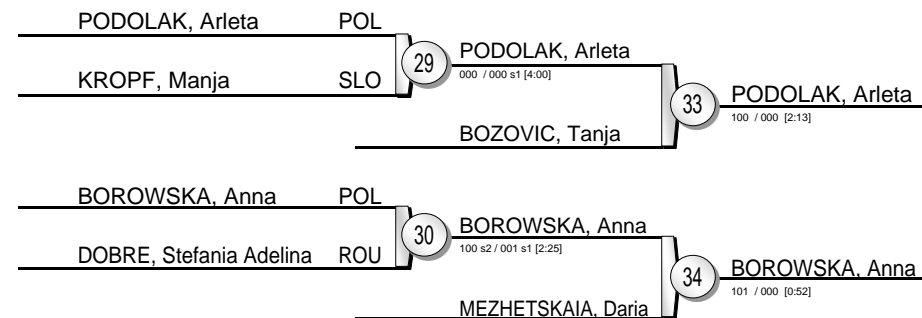 PODOLAK, Arleta POL
KROPF, Manja SLO
29
PODOLAK, Arleta
000 / 000 s1 [4:00]
BOZOVIC, Tanja
33
PODOLAK, Arleta
100 / 000 [2:13]
BOROWSKA, Anna POL
DOBRE, Stefania Adelina ROU
30
BOROWSKA, Anna
100 s2 / 001 s1 [2:25]
MEZHETSKAIA, Daria
34
BOROWSKA, Anna
101 / 000 [0:52]